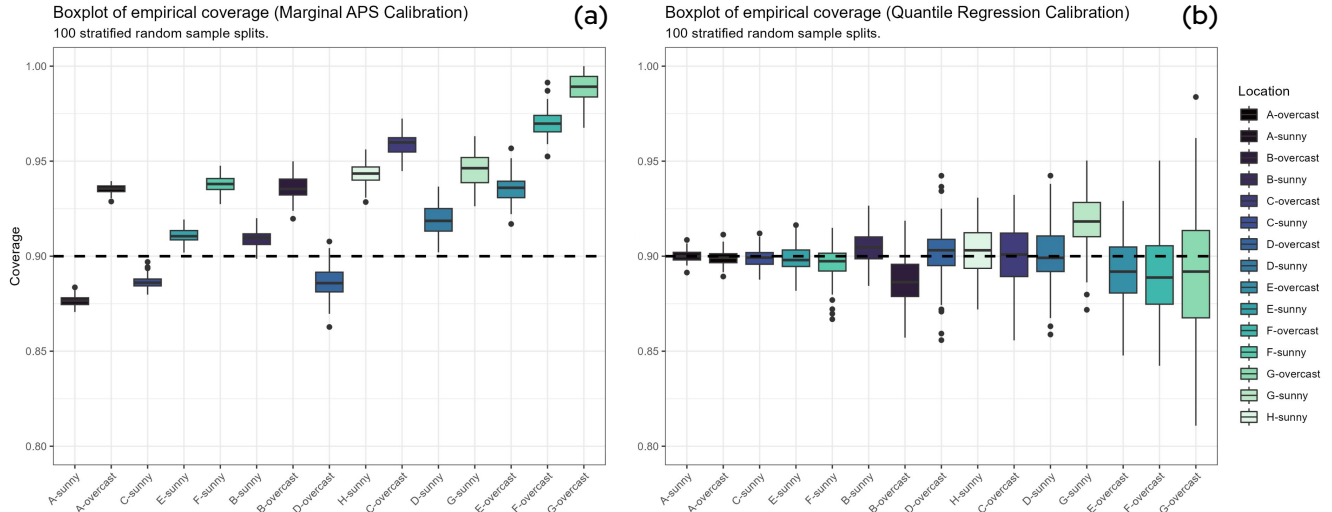 Boxplot of empirical coverage (Marginal APS Calibration)
(a)
100 stratified random sample splits.
Coverage
1.00
0.95
0.90
0.85
0.80
A-sunny
A-overcast
C-sunny
E-sunny
F-sunny
B-sunny
B-overcast
D-overcast
H-sunny
C-overcast
D-sunny
G-sunny
E-overcast
F-overcast
G-overcast
Boxplot of empirical coverage (Quantile Regression Calibration)
(b)
100 stratified random sample splits.
1.00
0.95
0.90
0.85
0.80
A-sunny
A-overcast
C-sunny
E-sunny
F-sunny
B-sunny
B-overcast
D-overcast
H-sunny
C-overcast
D-sunny
G-sunny
E-overcast
F-overcast
G-overcast
Location
A-overcast
A-sunny
B-overcast
B-sunny
C-overcast
C-sunny
D-overcast
D-sunny
E-overcast
E-sunny
F-overcast
F-sunny
G-overcast
G-sunny
H-sunny